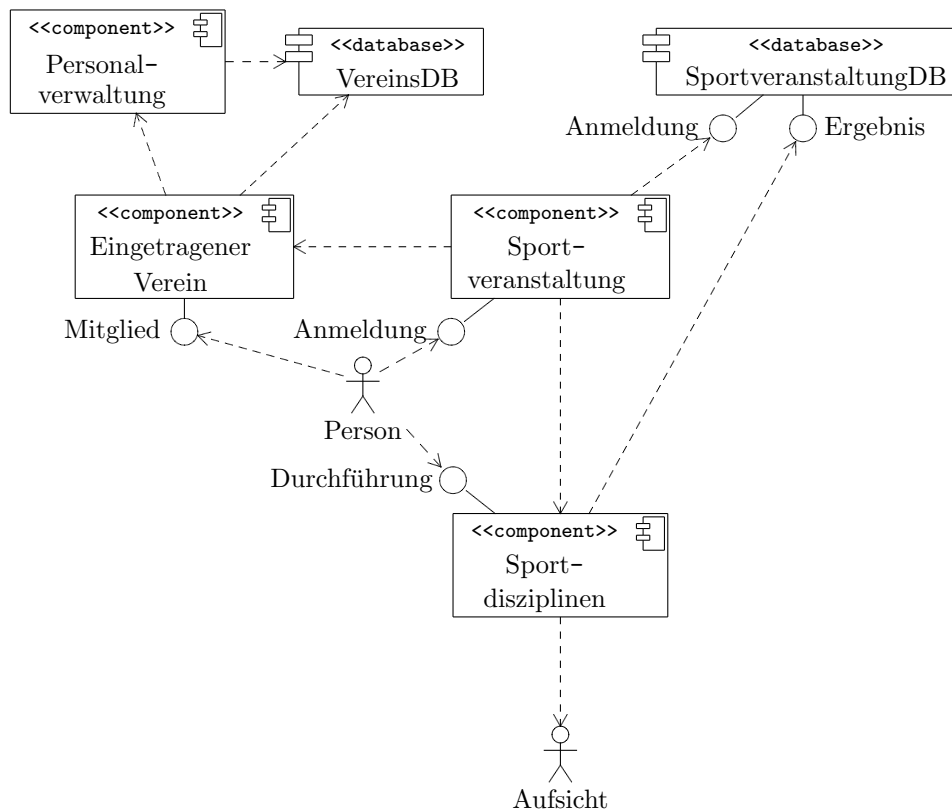 <<component>>
Personal-
verwaltung
<<database>>
VereinsDB
<<database>>
SportveranstaltungDB
Anmeldung
Ergebnis
<<component>>
Eingetragener
Verein
<<component>>
Sport-
veranstaltung
Mitglied
Anmeldung
Person
Durchführung
<<component>>
Sport-
disziplinen
Aufsicht